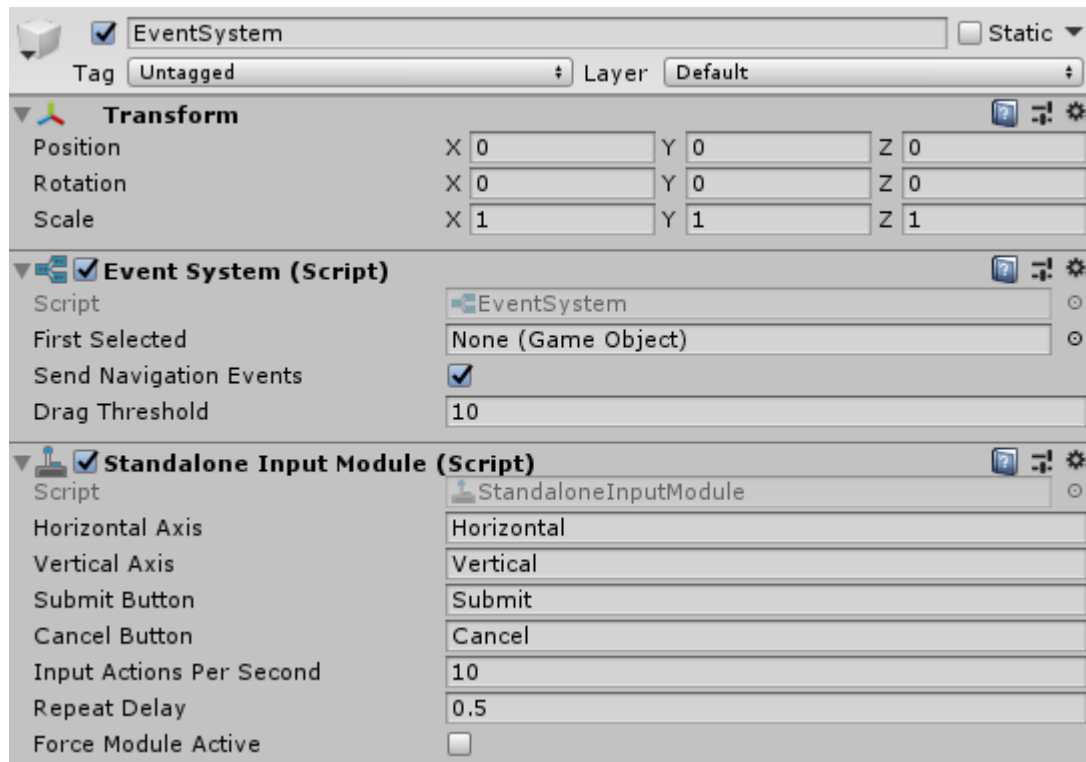 EventSystem Static
Tag Untagged Layer Default
Transform
Position X 0 Y 0 Z 0
Rotation X 0 Y 0 Z 0
Scale X 1 Y 1 Z 1
Event System (Script)
Script EventSystem
First Selected None (Game Object)
Send Navigation Events
Drag Threshold 10
Standalone Input Module (Script)
Script StandaloneInputModule
Horizontal Axis Horizontal
Vertical Axis Vertical
Submit Button Submit
Cancel Button Cancel
Input Actions Per Second 10
Repeat Delay 0.5
Force Module Active